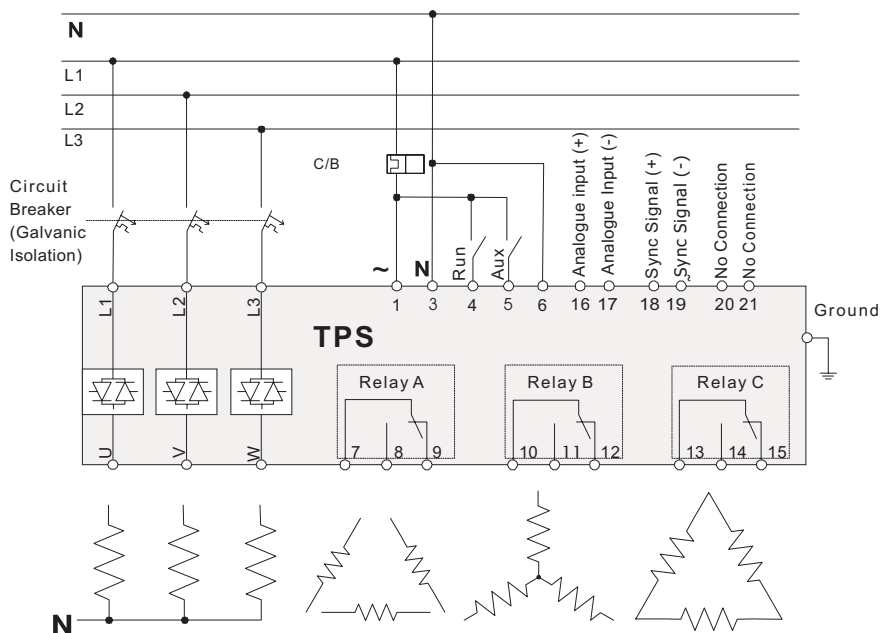 N
L1
L2
L3
C/B
Circuit
Breaker
(Galvanic
Isolation)
Analogue input (+)
Analogue Input (-)
Sync Signal (+)
Sync Signal (-)
No Connection
No Connection
~
N
Run
Aux
L1
L2
L3
1
3
4
5
6
16
17
18
19
20
21
Ground
TPS
Relay A
Relay B
Relay C
U
V
W
7
8
9
10
11
12
13
14
15
N